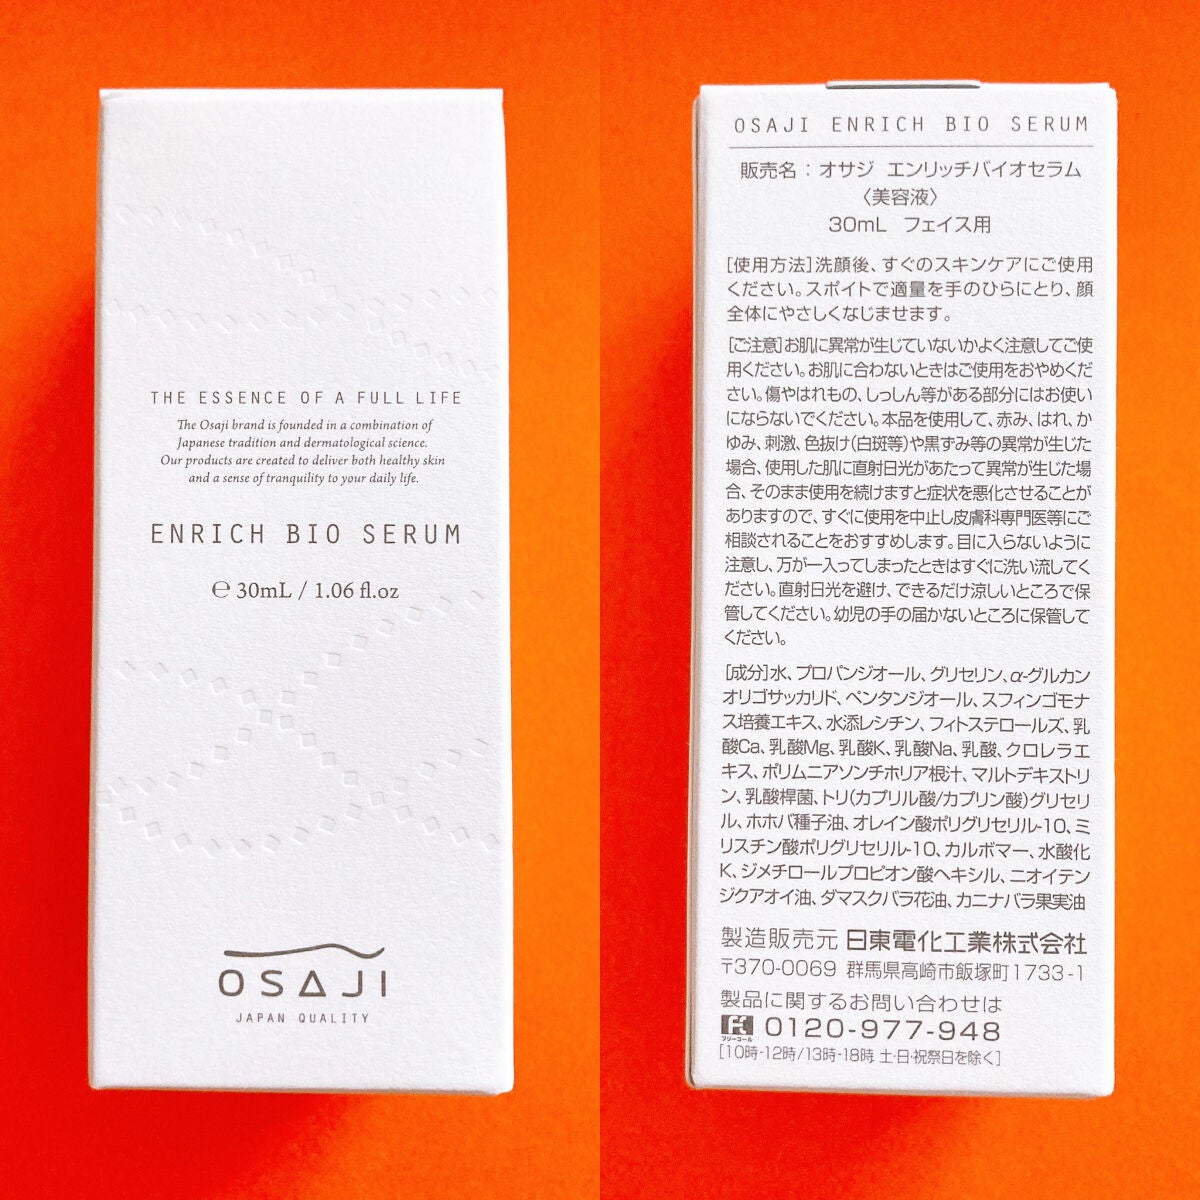 THE ESSENCE OF A FULL LIFE
The Osaji brand is founded in a combination of
Japanese tradition and dermatological science.
Our products are created to deliver both healthy skin
and a sense of tranquility to your daily life.
ENRICH BIO SERUM
℮ 30mL / 1.06 fl.oz
OSAJI
JAPAN QUALITY
OSAJI ENRICH BIO SERUM
販売名：オサジ エンリッチバイオセラム
〈美容液〉
30mL フェイス用
[使用方法]洗顔後、すぐのスキンケアにご使用
ください。スポイトで適量を手のひらにとり、顔
全体にやさしくなじませます。
[ご注意]お肌に異常が生じていないかよく注意してご使
用ください。お肌に合わないときはご使用をおやめくだ
さい。傷やはれもの、しっしん等がある部分にはお使い
にならないでください。本品を使用して、赤み、はれ、か
ゆみ、刺激、色抜け(白斑等)や黒ずみ等の異常が生じた
場合、使用した肌に直射日光があたって異常が生じた場
合、そのまま使用を続けますと症状を悪化させることが
ありますので、すぐに使用を中止し皮膚科専門医等にご
相談されることをおすすめします。目に入らないように
注意し、万が一入ってしまったときはすぐに洗い流してく
ださい。直射日光を避け、できるだけ涼しいところで保
管してください。幼児の手の届かないところに保管して
ください。
[成分]水、プロパンジオール、グリセリン、α-グルカン
オリゴサッカリド、ペンタンジオール、スフィンゴモナ
ス培養エキス、水添レシチン、フィトステロールズ、乳
酸Ca、乳酸Mg、乳酸K、乳酸Na、乳酸、クロレラエ
キス、ポリムニアソンチホリア根汁、マルトデキストリ
ン、乳酸桿菌、トリ(カプリル酸/カプリン酸)グリセリ
ル、ホホバ種子油、オレイン酸ポリグリセリル-10、ミ
リスチン酸ポリグリセリル-10、カルボマー、水酸化
K、ジメチロールプロピオン酸ヘキシル、ニオイテン
ジクアオイ油、ダマスクバラ花油、カニナバラ果実油
製造販売元 日東電化工業株式会社
〒370-0069 群馬県高崎市飯塚町1733-1
製品に関するお問い合わせは
フリーコール 0120-977-948
[10時-12時/13時-18時 土・日・祝祭日を除く]